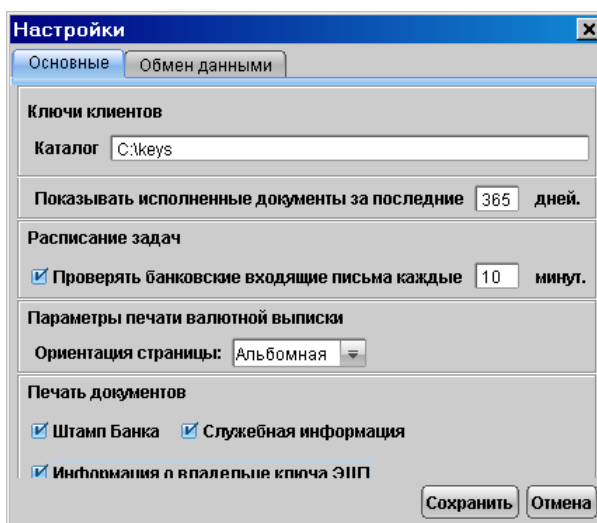 Настройки
Основные Обмен данными
Ключи клиентов
Каталог C:\keys
Показывать исполненные документы за последние 365 дней.
Расписание задач
Проверять банковские входящие письма каждые 10 минут.
Параметры печати валютной выписки
Ориентация страницы: Альбомная
Печать документов
Штамп Банка Служебная информация
Информация о владельце ключа ЭЦП
Сохранить Отмена